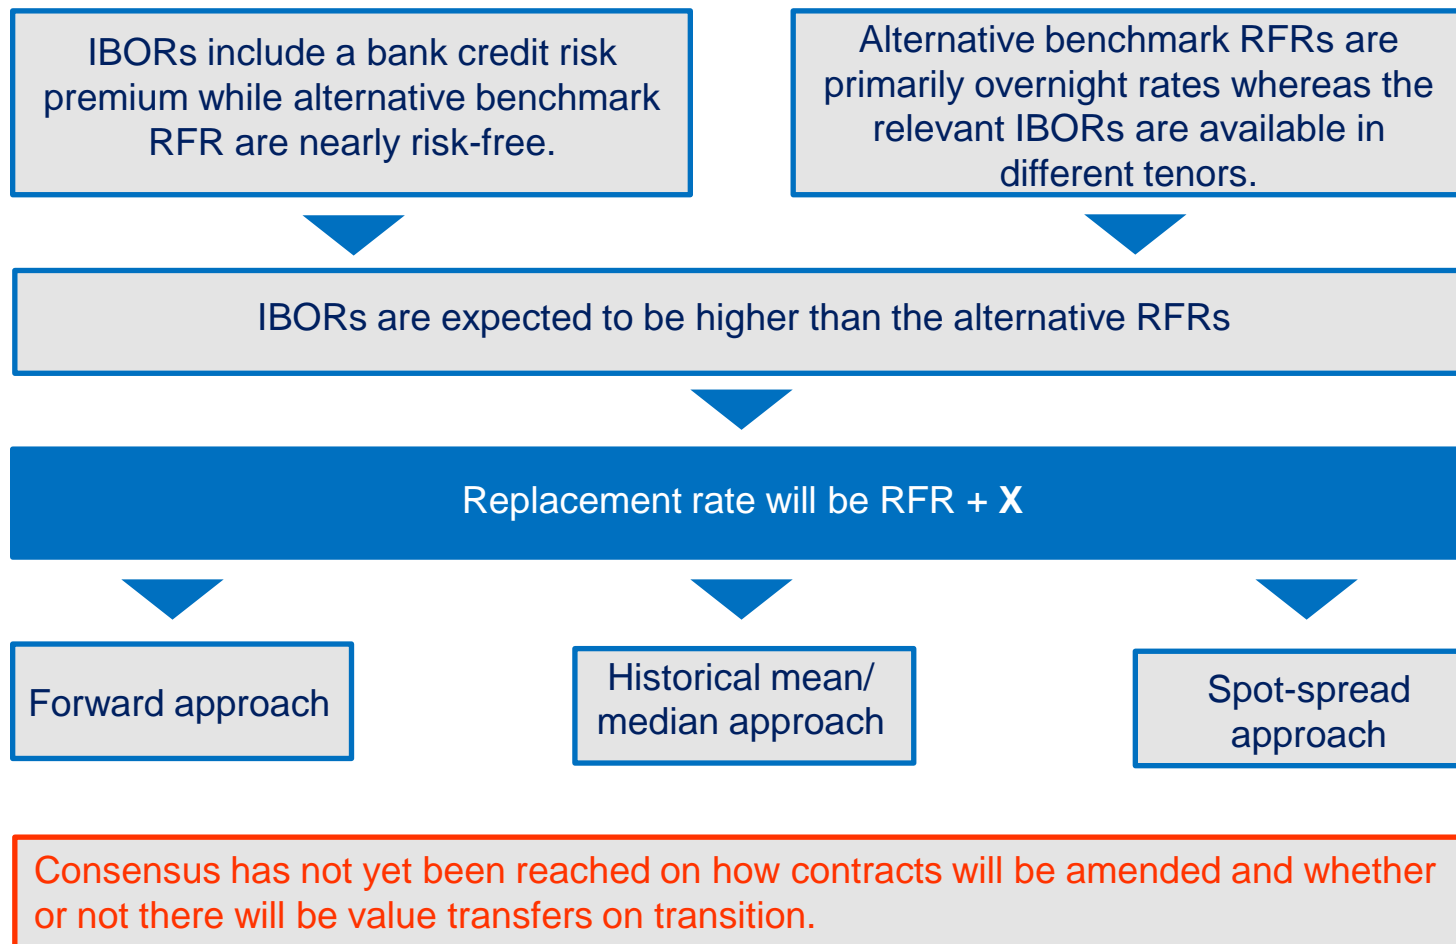 IBORs include a bank credit risk
premium while alternative benchmark
RFR are nearly risk-free.
Alternative benchmark RFRs are
primarily overnight rates whereas the
relevant IBORs are available in
different tenors.
IBORs are expected to be higher than the alternative RFRs
Replacement rate will be RFR + X
Forward approach
Historical mean/
median approach
Spot-spread
approach
Consensus has not yet been reached on how contracts will be amended and whether
or not there will be value transfers on transition.